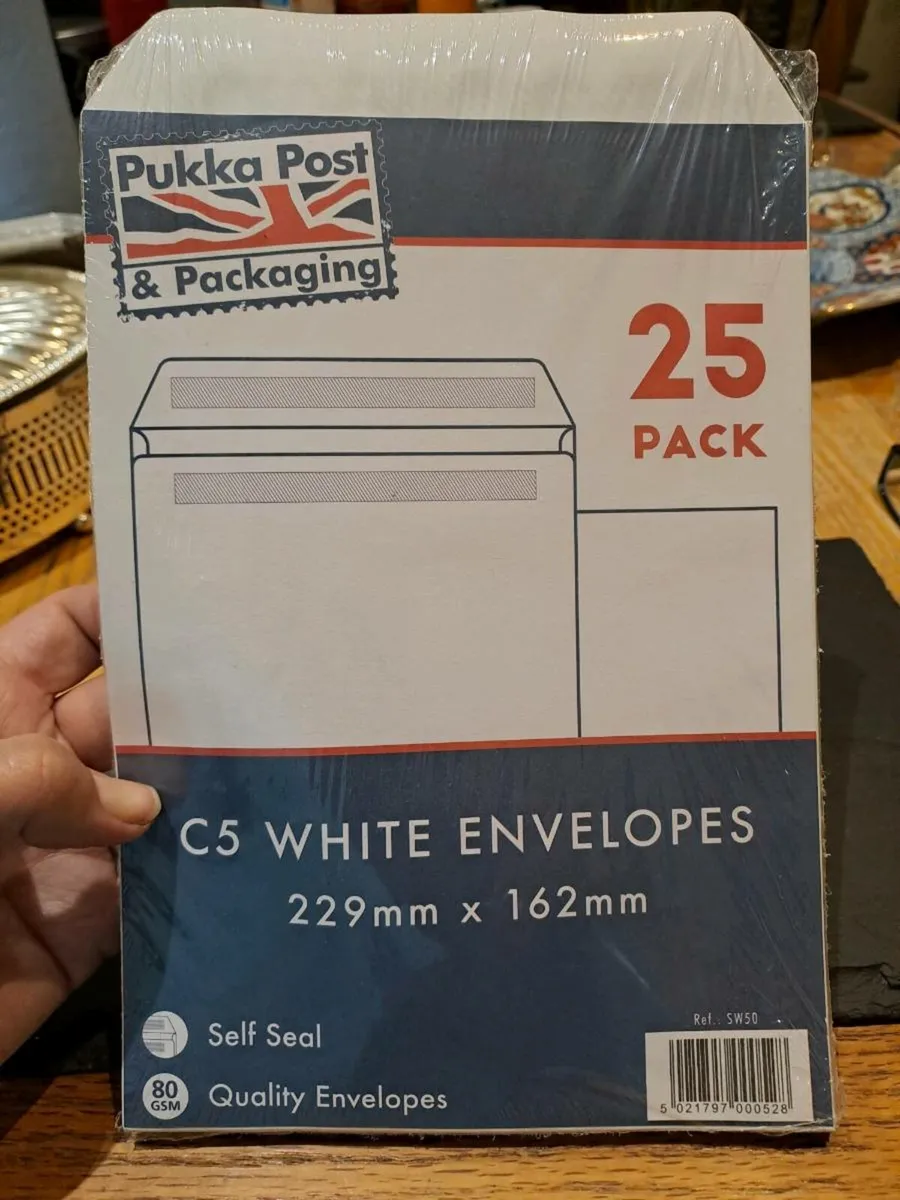 Pukka Post
& Packaging
25
PACK
C5 WHITE ENVELOPES
229mm x 162mm
Self Seal
80
GSM
Quality Envelopes
Ref.: SW50
5 021797 000528